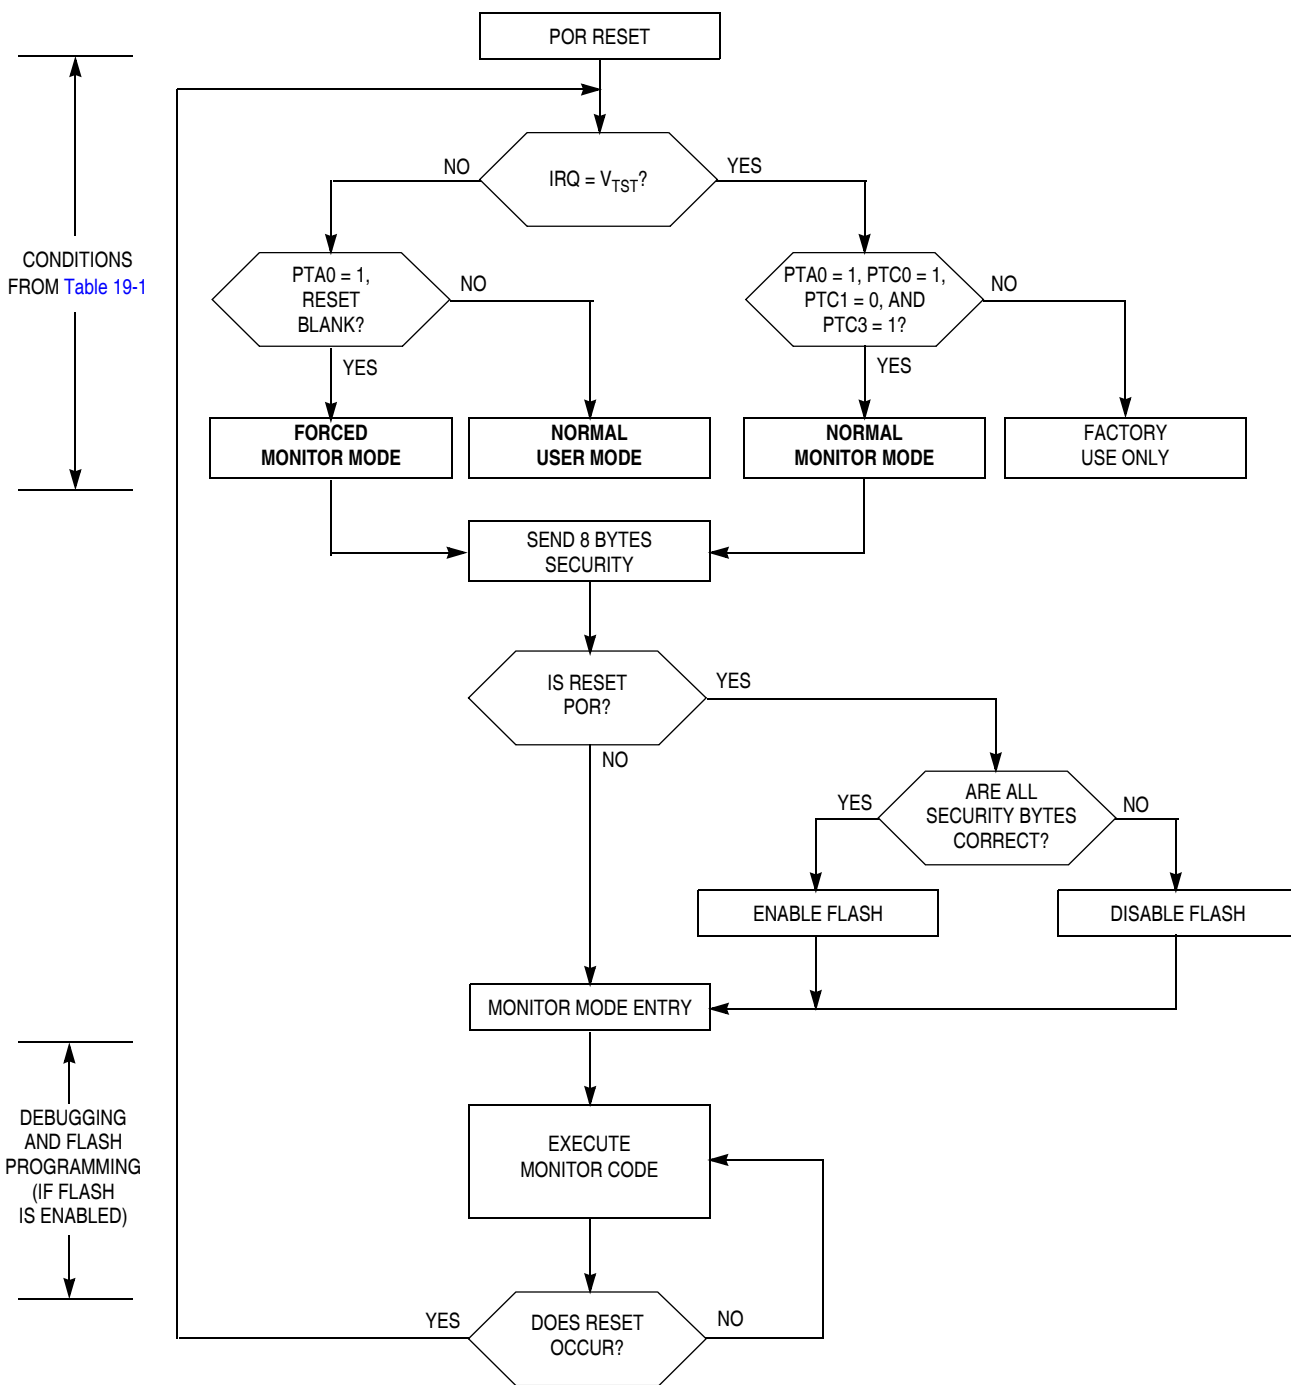 POR RESET
NO
IRQ = VTST?
YES
CONDITIONS
FROM Table 19-1
PTA0 = 1,
RESET
BLANK?
NO
YES
PTA0 = 1, PTC0 = 1,
PTC1 = 0, AND
PTC3 = 1?
NO
YES
FORCED
MONITOR MODE
NORMAL
USER MODE
NORMAL
MONITOR MODE
FACTORY
USE ONLY
SEND 8 BYTES
SECURITY
IS RESET
POR?
YES
NO
YES
ARE ALL
SECURITY BYTES
CORRECT?
NO
ENABLE FLASH
DISABLE FLASH
MONITOR MODE ENTRY
DEBUGGING
AND FLASH
PROGRAMMING
(IF FLASH
IS ENABLED)
EXECUTE
MONITOR CODE
YES
DOES RESET
OCCUR?
NO